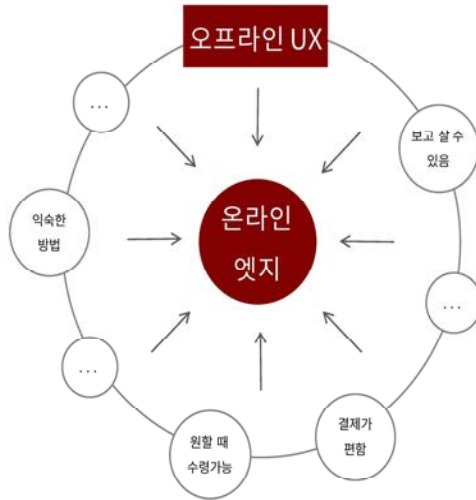 오프라인 UX
...
보고 살 수
있음
온라인
엣지
익숙한
방법
...
...
결제가
편함
원할 때
수령가능